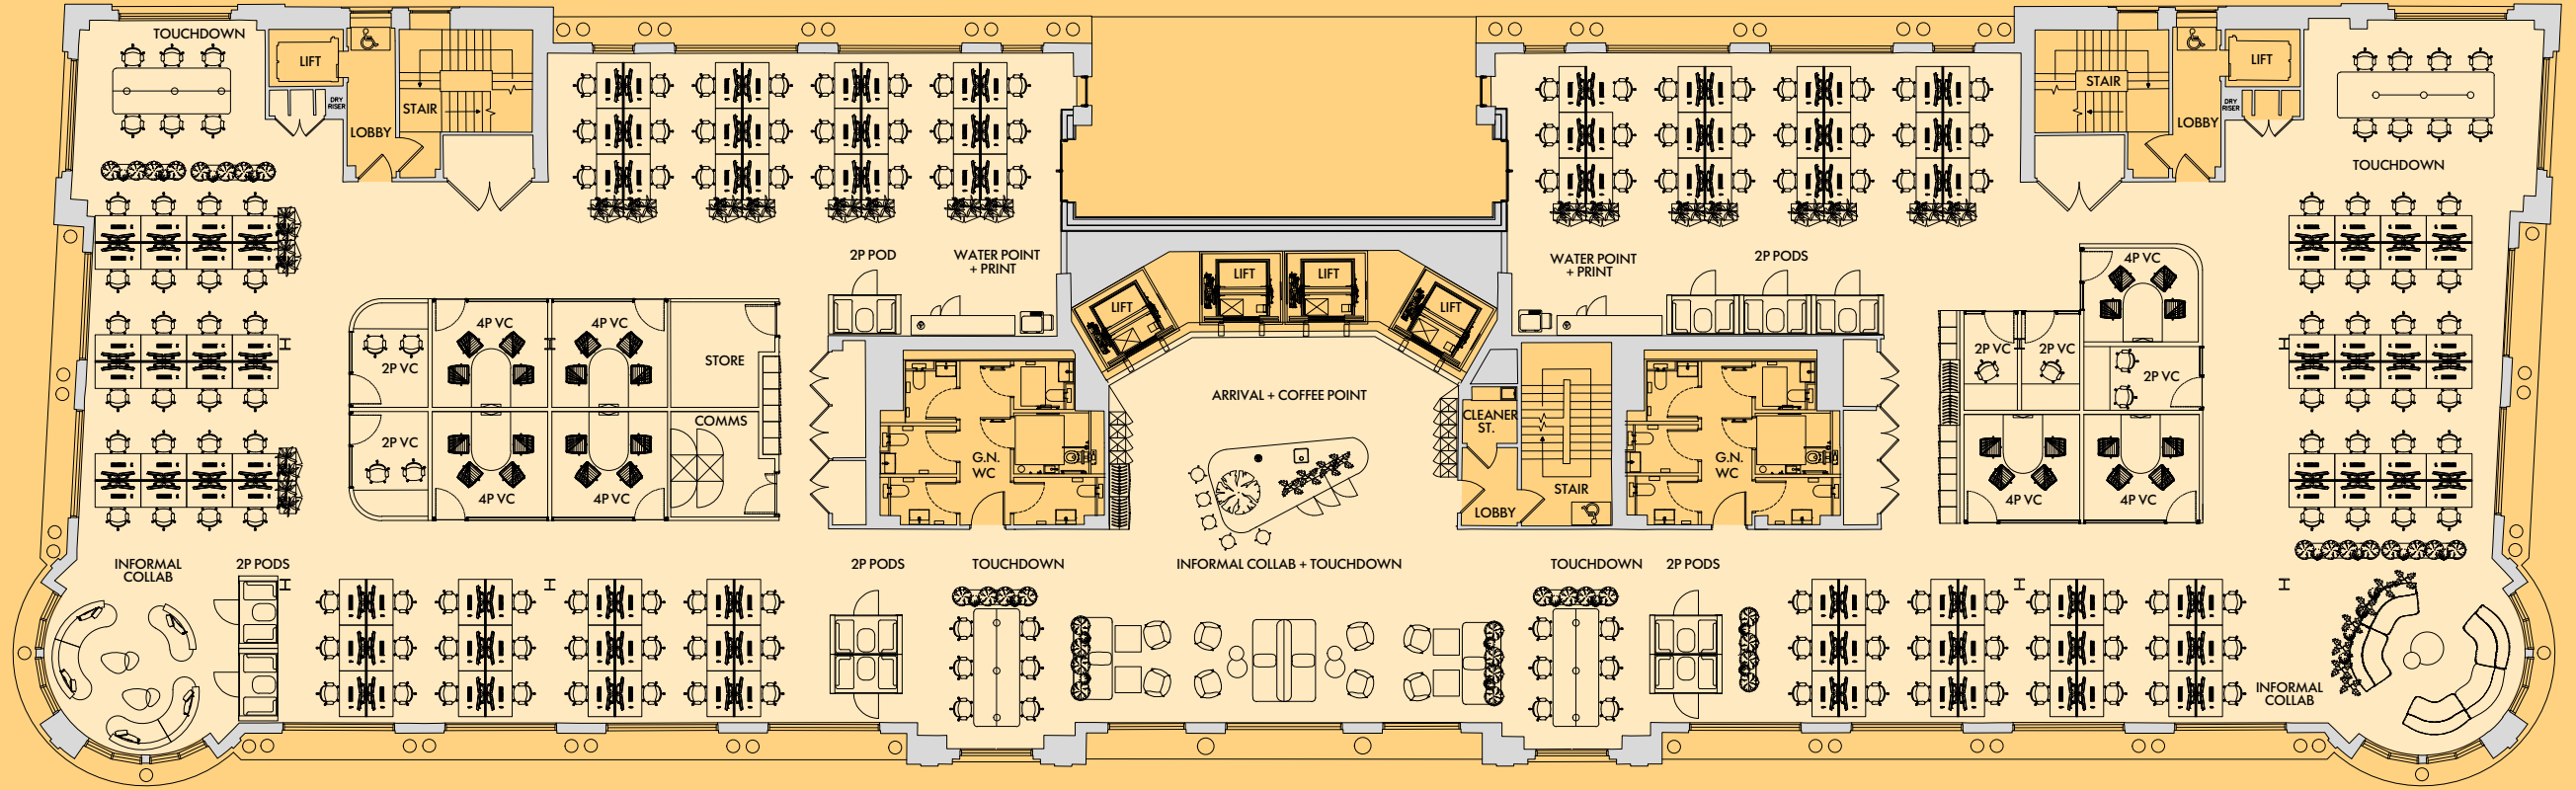 TOUCHDOWN
LIFT
DRY
RISER
STAIR
LOBBY
STAIR
LIFT
DRY
RISER
LOBBY
TOUCHDOWN
2P POD
WATER POINT
+ PRINT
LIFT
LIFT
LIFT
LIFT
WATER POINT
+ PRINT
2P PODS
4P VC
4P VC
4P VC
2P VC
STORE
2P VC
2P VC
2P VC
ARRIVAL + COFFEE POINT
CLEANER
ST.
COMMS
2P VC
G.N.
WC
G.N.
WC
4P VC
4P VC
STAIR
LOBBY
4P VC
4P VC
INFORMAL
COLLAB
2P PODS
2P PODS
TOUCHDOWN
INFORMAL COLLAB + TOUCHDOWN
TOUCHDOWN
2P PODS
INFORMAL
COLLAB